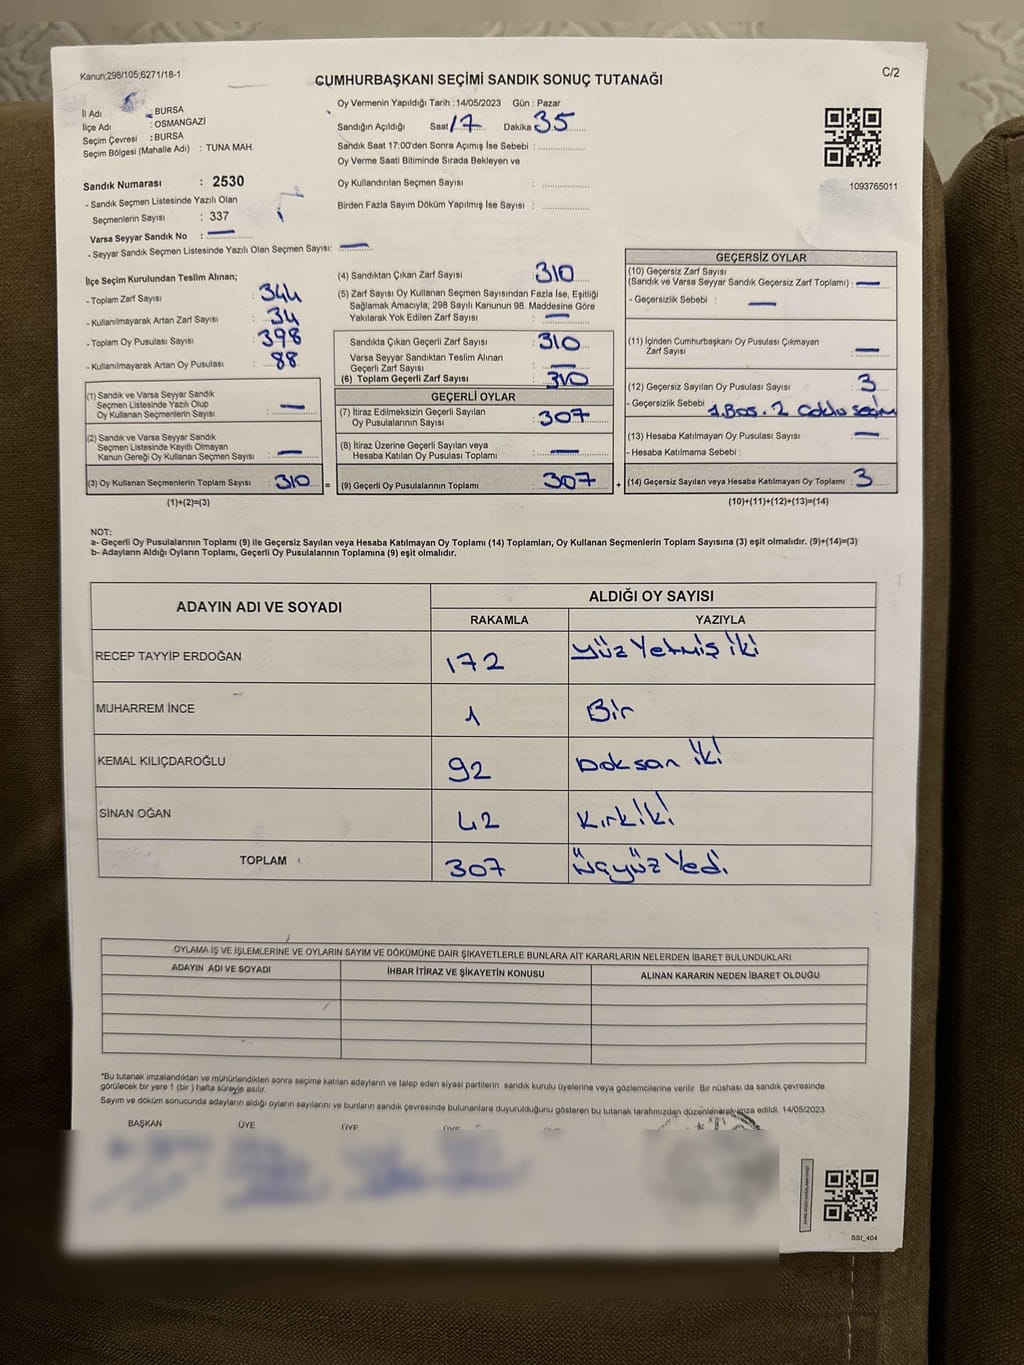 Kanun;298/105;6271/18-1
C/2
CUMHURBAŞKANI SEÇİMİ SANDIK SONUÇ TUTANAĞI
İl Adı : BURSA
İlçe Adı : OSMANGAZİ
Seçim Çevresi : BURSA
Seçim Bölgesi (Mahalle Adı) : TUNA MAH.
Sandık Numarası : 2530
- Sandık Seçmen Listesinde Yazılı Olan
Seçmenlerin Sayısı : 337
Varsa Seyyar Sandık No : —
- Seyyar Sandık Seçmen Listesinde Yazılı Olan Seçmen Sayısı: —
Oy Vermenin Yapıldığı Tarih : 14/05/2023 Gün : Pazar
Sandığın Açıldığı Saat 17 Dakika 35
Sandık Saat 17:00'den Sonra Açımış İse Sebebi :
Oy Verme Saati Bitiminde Sırada Bekleyen ve
Oy Kullandırılan Seçmen Sayısı :
Birden Fazla Sayım Döküm Yapılmış İse Sayısı :
1093765011
İlçe Seçim Kurulundan Teslim Alınan;
- Toplam Zarf Sayısı : 344
- Kullanılmayarak Artan Zarf Sayısı : 34
- Toplam Oy Pusulası Sayısı : 398
- Kullanılmayarak Artan Oy Pusulası : 88
(1) Sandık ve Varsa Seyyar Sandık
Seçmen Listesinde Yazılı Olup
Oy Kullanan Seçmenlerin Sayısı : —
(2) Sandık ve Varsa Seyyar Sandık
Seçmen Listesinde Kayıtlı Olmayan
Kanun Gereği Oy Kullanan Seçmen Sayısı : —
(3) Oy Kullanan Seçmenlerin Toplam Sayısı : 310 =
(1)+(2)=(3)
(4) Sandıktan Çıkan Zarf Sayısı : 310
(5) Zarf Sayısı Oy Kullanan Seçmen Sayısından Fazla İse, Eşitliği
Sağlamak Amacıyla; 298 Sayılı Kanunun 98. Maddesine Göre
Yakılarak Yok Edilen Zarf Sayısı : —
Sandıkta Çıkan Geçerli Zarf Sayısı : 310
Varsa Seyyar Sandıktan Teslim Alınan
Geçerli Zarf Sayısı : —
(6) Toplam Geçerli Zarf Sayısı : 310
GEÇERLİ OYLAR
(7) İtiraz Edilmeksizin Geçerli Sayılan
Oy Pusulalarının Sayısı : 307
(8) İtiraz Üzerine Geçerli Sayılan veya
Hesaba Katılan Oy Pusulası Toplamı : —
(9) Geçerli Oy Pusulalarının Toplamı : 307 +
GEÇERSİZ OYLAR
(10) Geçersiz Zarf Sayısı
(Sandık ve Varsa Seyyar Sandık Geçersiz Zarf Toplamı) : —
- Geçersizlik Sebebi : —
(11) İçinden Cumhurbaşkanı Oy Pusulası Çıkmayan
Zarf Sayısı : —
(12) Geçersiz Sayılan Oy Pusulası Sayısı : 3
- Geçersizlik Sebebi : 1.Boş. 2 Çoklu seçim
(13) Hesaba Katılmayan Oy Pusulası Sayısı : —
- Hesaba Katılmama Sebebi :
(14) Geçersiz Sayılan veya Hesaba Katılmayan Oy Toplamı : 3
(10)+(11)+(12)+(13)=(14)
NOT:
a- Geçerli Oy Pusulalarının Toplamı (9) ile Geçersiz Sayılan veya Hesaba Katılmayan Oy Toplamı (14) Toplamları, Oy Kullanan Seçmenlerin Toplam Sayısına (3) eşit olmalıdır. (9)+(14)=(3)
b- Adayların Aldığı Oyların Toplamı, Geçerli Oy Pusulalarının Toplamına (9) eşit olmalıdır.
ADAYIN ADI VE SOYADI ALDIĞI OY SAYISI
RAKAMLA YAZIYLA
RECEP TAYYİP ERDOĞAN 172 Yüz Yetmiş iki
MUHARREM İNCE 1 Bir
KEMAL KILIÇDAROĞLU 92 Doksan iki
SİNAN OĞAN 42 Kırk iki
TOPLAM 307 Üçyüz Yedi
OYLAMA İŞ VE İŞLEMLERİNE VE OYLARIN SAYIM VE DÖKÜMÜNE DAİR ŞİKAYETLERLE BUNLARA AİT KARARLARIN NELERDEN İBARET BULUNDUKLARI
ADAYIN ADI VE SOYADI İHBAR İTİRAZ VE ŞİKAYETİN KONUSU ALINAN KARARIN NEDEN İBARET OLDUĞU
*Bu tutanak imzalandıktan ve mühürlendikten sonra seçime katılan adayların ve talep eden siyasi partilerin sandık kurulu üyelerine veya gözlemcilerine verilir. Bir nüshası da sandık çevresinde
görülecek bir yere 1 (bir) hafta süreyle asılır.
Sayım ve döküm sonucunda adayların aldığı oyların sayılarını ve bunların sandık çevresinde bulunanlara duyurulduğunu gösteren bu tutanak tarafımızdan düzenlenerek imza edildi. 14/05/2023
BAŞKAN ÜYE ÜYE ÜYE
SSI_404